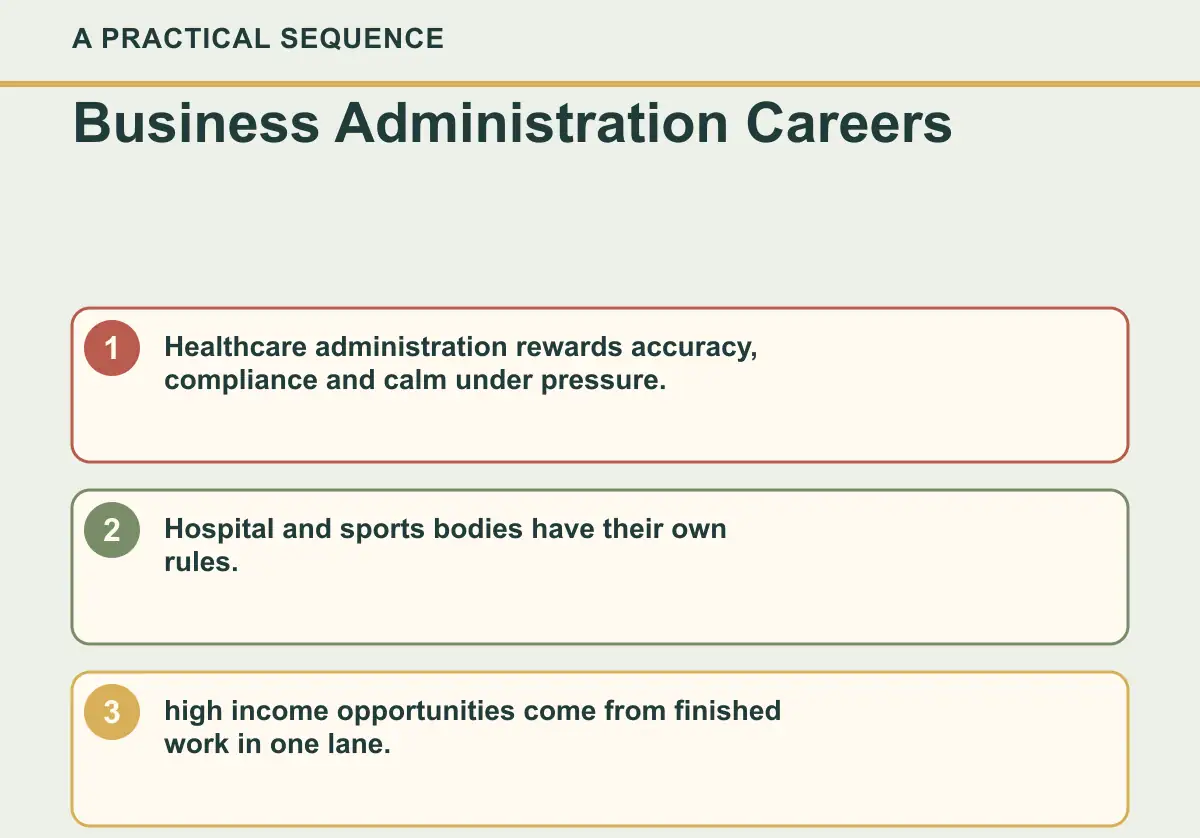 A PRACTICAL SEQUENCE
Business Administration Careers
1
Healthcare administration rewards accuracy,
compliance and calm under pressure.
2
Hospital and sports bodies have their own
rules.
3
high income opportunities come from finished
work in one lane.